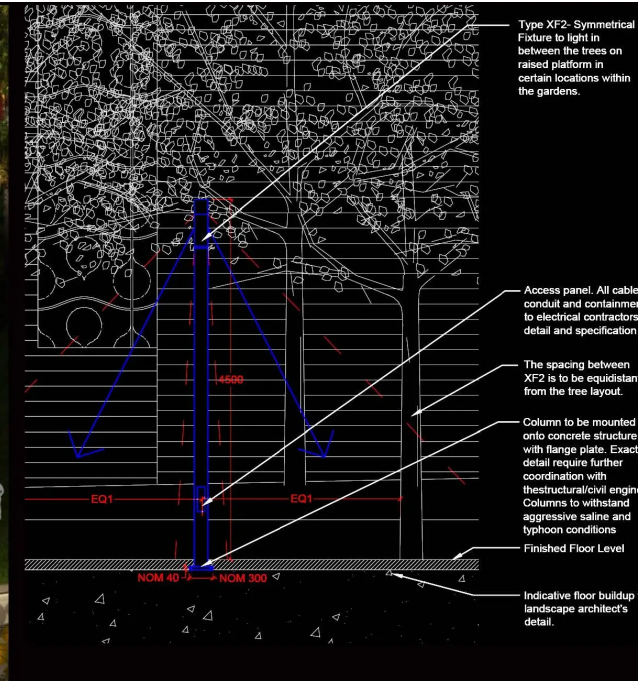 Type XF2- Symmetrical
Fixture to light in
between the trees on
raised platform in
certain locations within
the gardens.
Access panel. All cable
conduit and containmen
to electrical contractors
detail and specification
The spacing between
XF2 is to be equidistan
from the tree layout.
4500
Column to be mounted
onto concrete structure
with flange plate. Exact
detail require further
coordination with
thestructural/civil engine
Columns to withstand
aggressive saline and
typhoon conditions
EQ1
EQ1
Finished Floor Level
NOM 40
NOM 300
Indicative floor buildup
landscape architect's
detail.